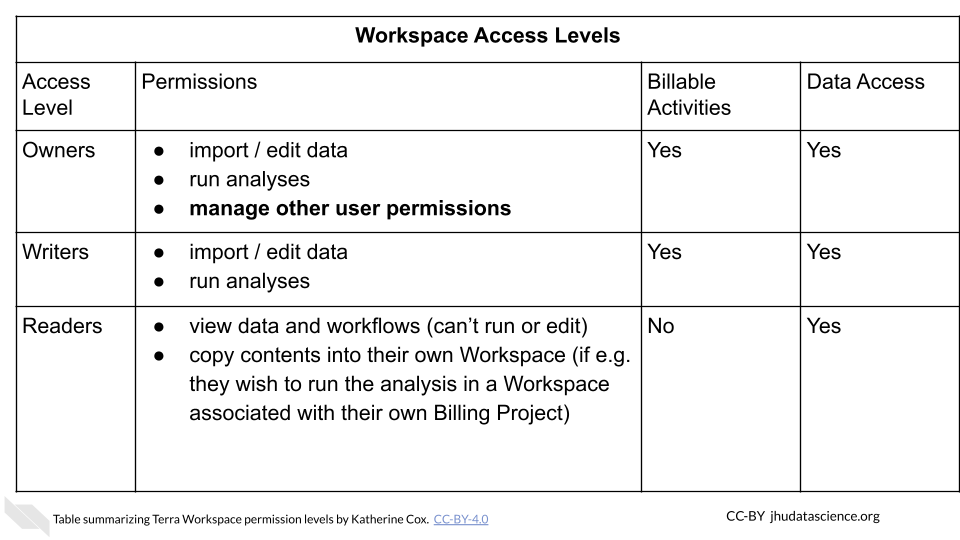 Workspace Access Levels
Access
Level
Permissions
Billable
Activities
Data Access
Owners
● import / edit data
● run analyses
● manage other user permissions
Yes
Yes
Writers
● import / edit data
● run analyses
Yes
Yes
Readers
● view data and workflows (can’t run or edit)
● copy contents into their own Workspace (if e.g.
they wish to run the analysis in a Workspace
associated with their own Billing Project)
No
Yes
Table summarizing Terra Workspace permission levels by Katherine Cox. CC-BY-4.0
CC-BY jhudatascience.org